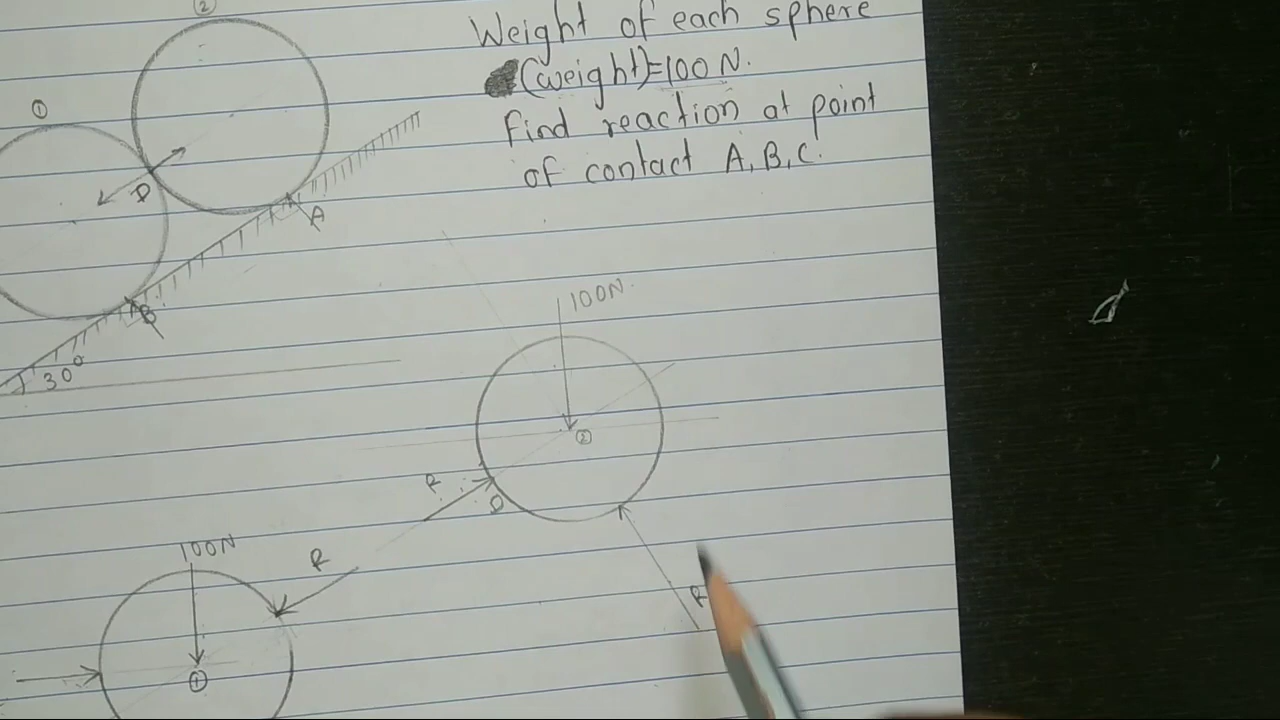 ②
Weight of each sphere
①
(weight)=100 N.
find reaction at point
of contact A, B, C.
D
A
B
30°
100N.
②
R
D
100N
R
R
①